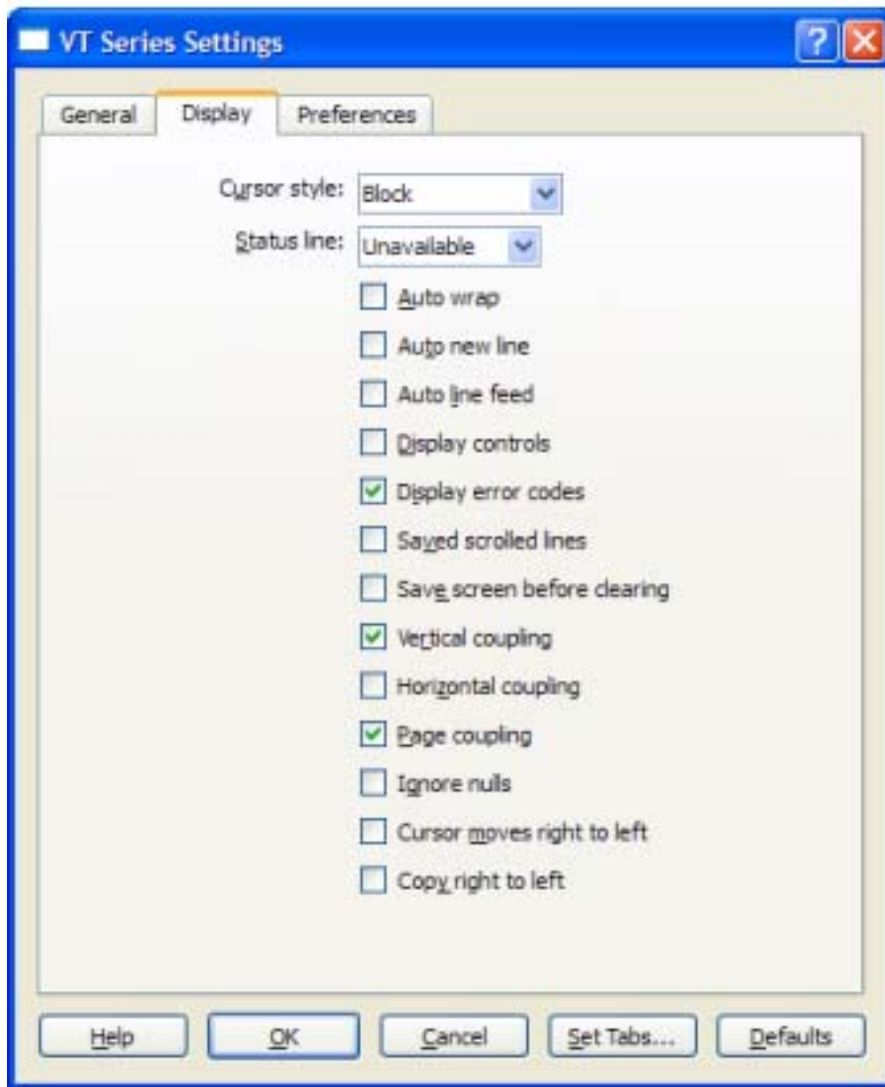 VT Series Settings
General Display Preferences
Cursor style: Block
Status line: Unavailable
Auto wrap
Auto new line
Auto line feed
Display controls
Display error codes
Saved scrolled lines
Save screen before clearing
Vertical coupling
Horizontal coupling
Page coupling
Ignore nulls
Cursor moves right to left
Copy right to left
Help OK Cancel Set Tabs... Defaults